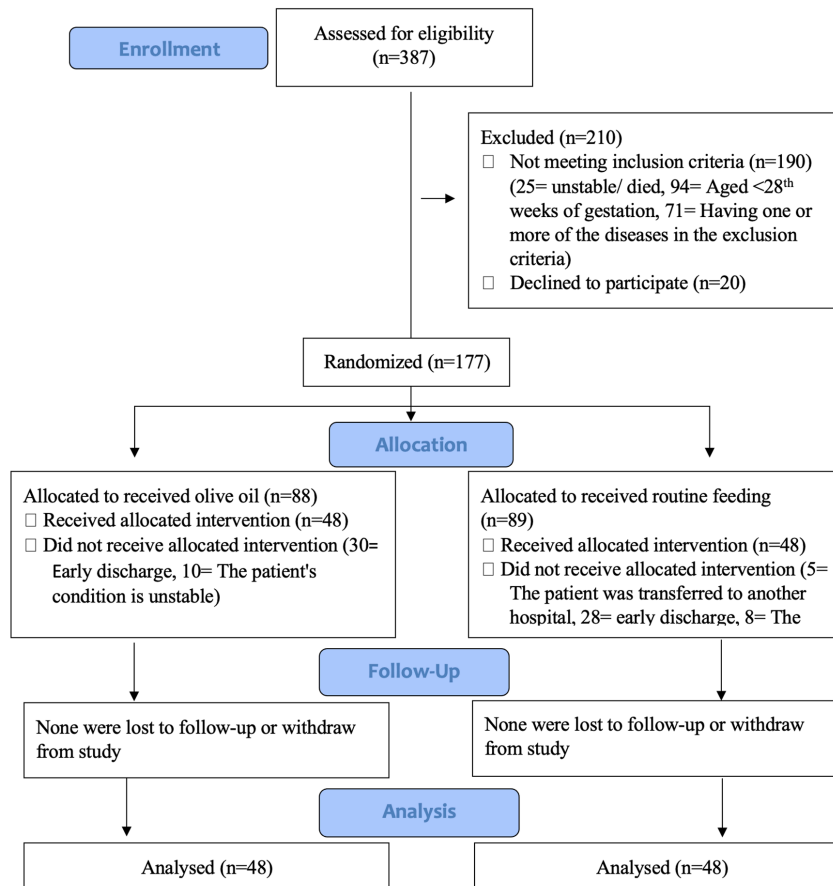 Enrollment
Assessed for eligibility
(n=387)
Excluded (n=210)
□ Not meeting inclusion criteria (n=190)
(25= unstable/ died, 94= Aged <28th
weeks of gestation, 71= Having one or
more of the diseases in the exclusion
criteria)
□ Declined to participate (n=20)
Randomized (n=177)
Allocation
Allocated to received olive oil (n=88)
□ Received allocated intervention (n=48)
□ Did not receive allocated intervention (30=
Early discharge, 10= The patient's
condition is unstable)
Allocated to received routine feeding
(n=89)
□ Received allocated intervention (n=48)
□ Did not receive allocated intervention (5=
The patient was transferred to another
hospital, 28= early discharge, 8= The
Follow-Up
None were lost to follow-up or withdraw
from study
None were lost to follow-up or withdraw
from study
Analysis
Analysed (n=48)
Analysed (n=48)